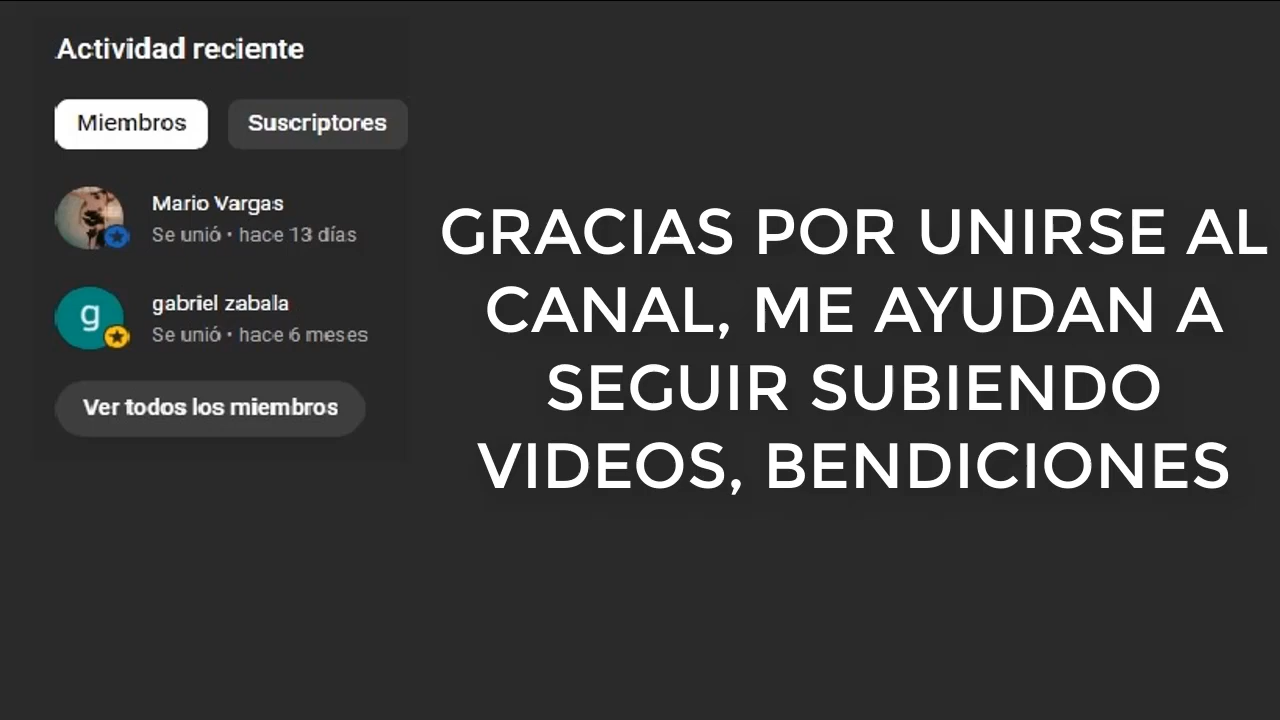 Actividad reciente
Miembros
Suscriptores
Mario Vargas
Se unió • hace 13 días
g
gabriel zabala
Se unió • hace 6 meses
Ver todos los miembros
GRACIAS POR UNIRSE AL
CANAL, ME AYUDAN A
SEGUIR SUBIENDO
VIDEOS, BENDICIONES